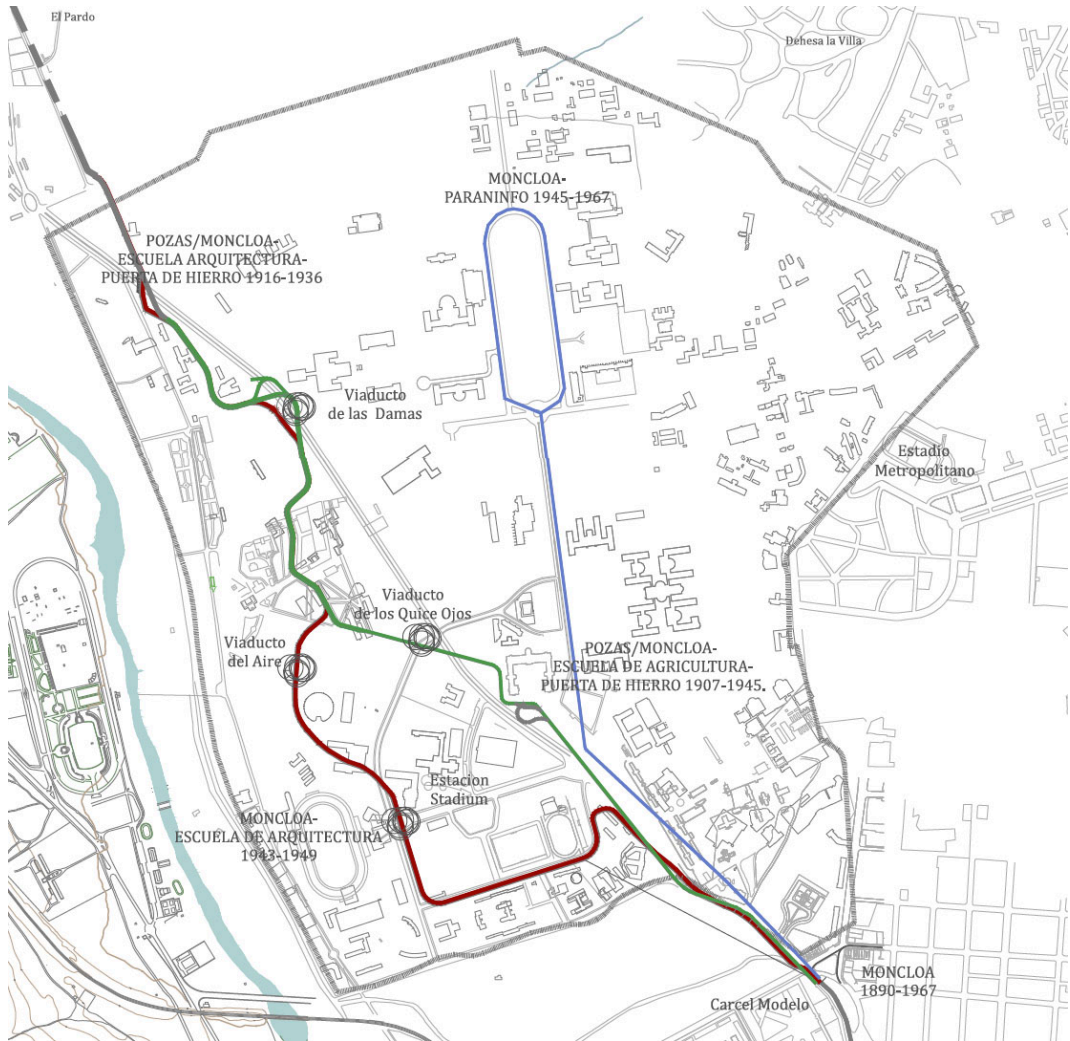 El Pardo
Dehesa la Villa
MONCLOA-
PARANINFO 1945-1967
POZAS/MONCLOA-
ESCUELA ARQUITECTURA-
PUERTA DE HIERRO 1916-1936
Viaducto
de las Damas
Estadio
Metropolitano
Viaducto
de los Quice Ojos
Viaducto
del Aire
POZAS/MONCLOA-
ESCUELA DE AGRICULTURA-
PUERTA DE HIERRO 1907-1945.
Estacion
Stadium
MONCLOA-
ESCUELA DE ARQUITECTURA
1943-1949
MONCLOA
1890-1967
Carcel Modelo